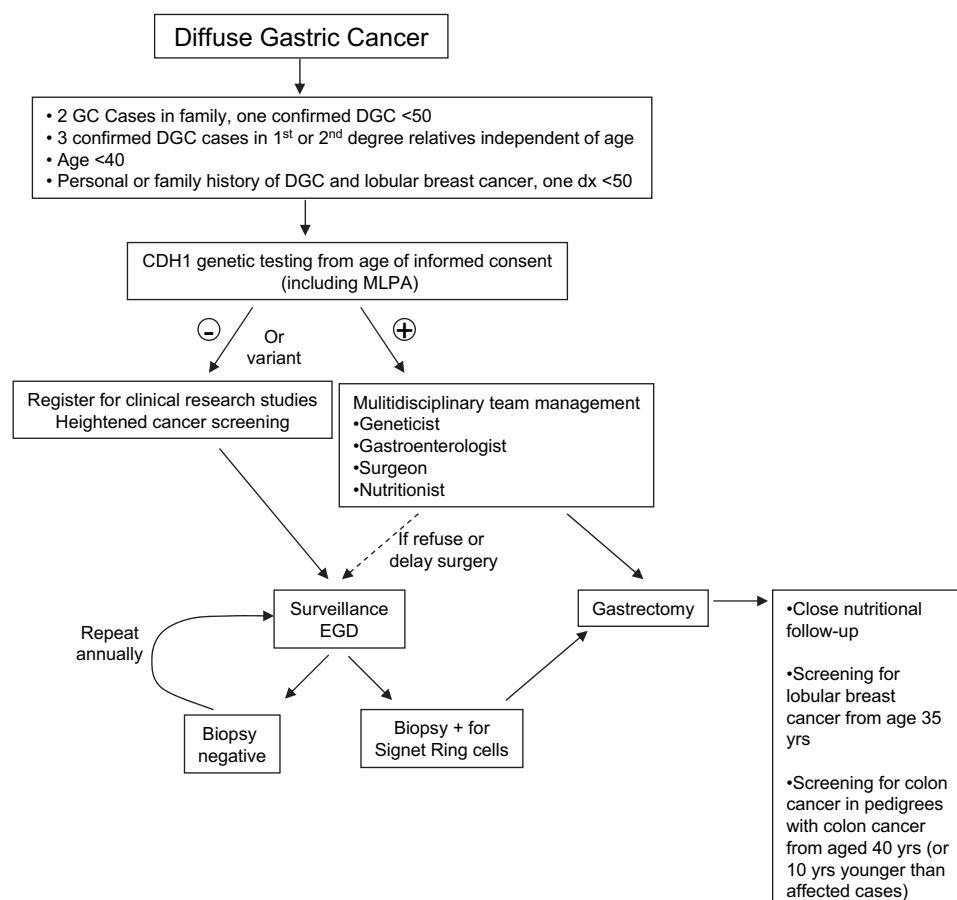 Diffuse Gastric Cancer
• 2 GC Cases in family, one confirmed DGC <50
• 3 confirmed DGC cases in 1st or 2nd degree relatives independent of age
• Age <40
• Personal or family history of DGC and lobular breast cancer, one dx <50
CDH1 genetic testing from age of informed consent
(including MLPA)
-
Or
variant
+
Register for clinical research studies
Heightened cancer screening
Mulitidisciplinary team management
•Geneticist
•Gastroenterologist
•Surgeon
•Nutritionist
If refuse or
delay surgery
Surveillance
EGD
Repeat
annually
Gastrectomy
Biopsy
negative
Biopsy + for
Signet Ring cells
•Close nutritional
follow-up
•Screening for
lobular breast
cancer from age 35
yrs
•Screening for colon
cancer in pedigrees
with colon cancer
from aged 40 yrs (or
10 yrs younger than
affected cases)